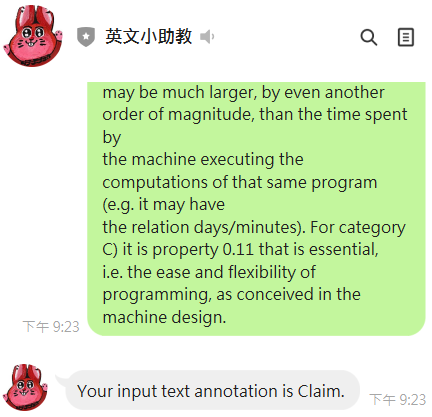 英文小助教
may be much larger, by even another
order of magnitude, than the time spent
by
the machine executing the
computations of that same program
(e.g. it may have
the relation days/minutes). For category
C) it is property 0.11 that is essential,
i.e. the ease and flexibility of
programming, as conceived in the
machine design.
下午 9:23
Your input text annotation is Claim.
下午 9:23